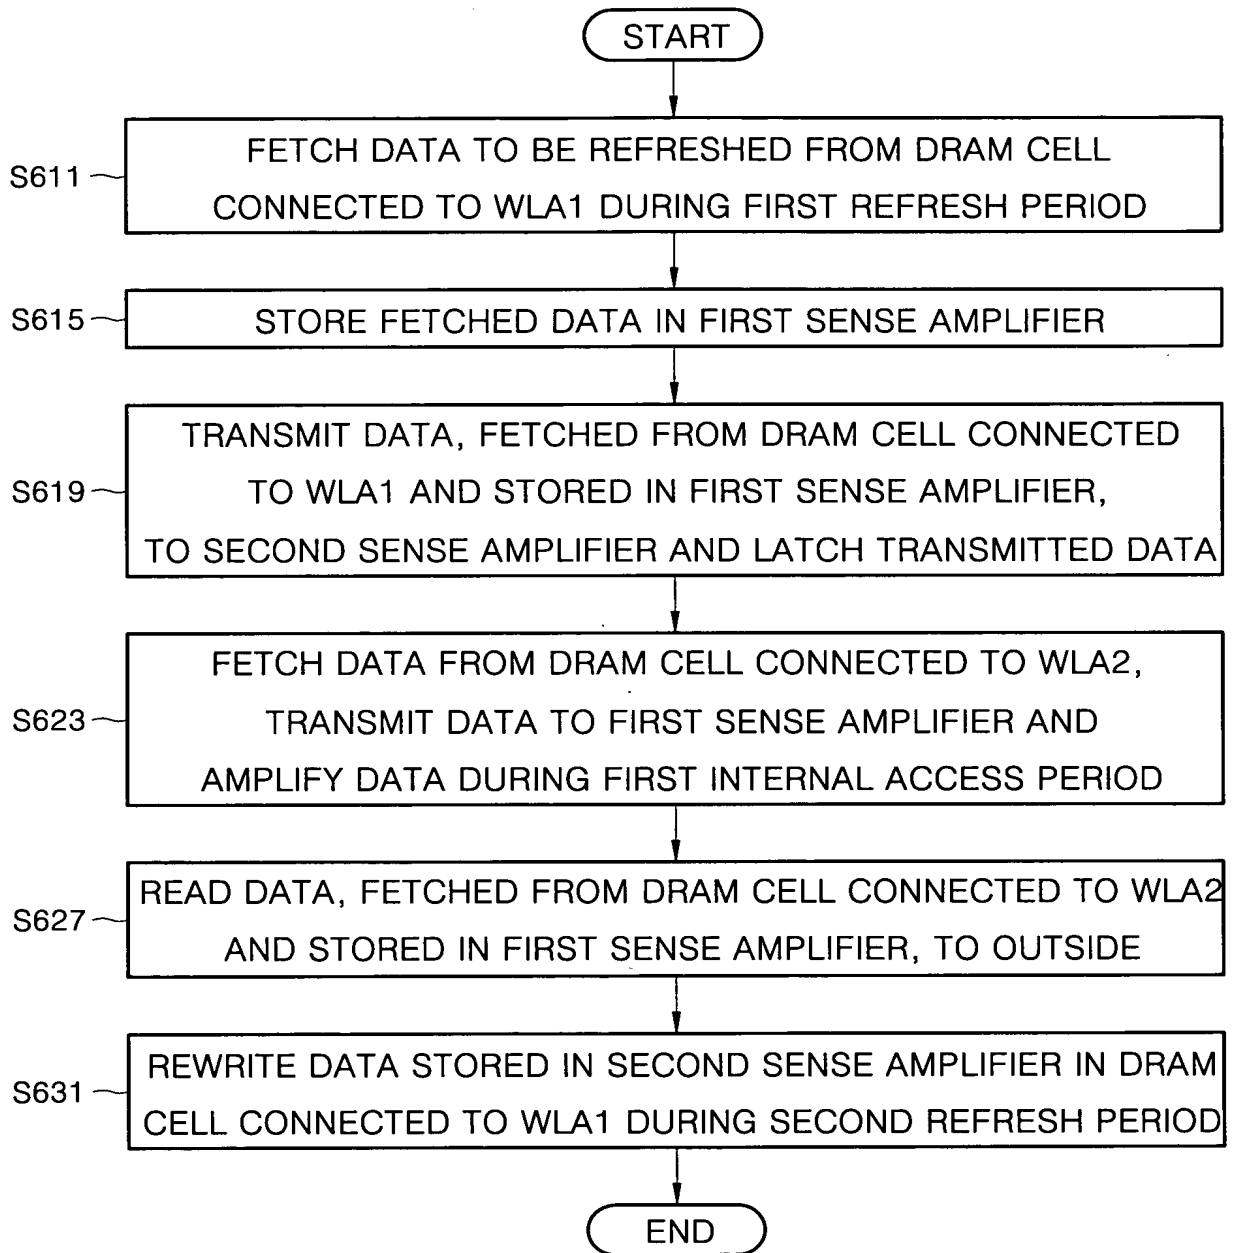 START
S611
FETCH DATA TO BE REFRESHED FROM DRAM CELL
CONNECTED TO WLA1 DURING FIRST REFRESH PERIOD
S615
STORE FETCHED DATA IN FIRST SENSE AMPLIFIER
S619
TRANSMIT DATA, FETCHED FROM DRAM CELL CONNECTED
TO WLA1 AND STORED IN FIRST SENSE AMPLIFIER,
TO SECOND SENSE AMPLIFIER AND LATCH TRANSMITTED DATA
S623
FETCH DATA FROM DRAM CELL CONNECTED TO WLA2,
TRANSMIT DATA TO FIRST SENSE AMPLIFIER AND
AMPLIFY DATA DURING FIRST INTERNAL ACCESS PERIOD
S627
READ DATA, FETCHED FROM DRAM CELL CONNECTED TO WLA2
AND STORED IN FIRST SENSE AMPLIFIER, TO OUTSIDE
S631
REWRITE DATA STORED IN SECOND SENSE AMPLIFIER IN DRAM
CELL CONNECTED TO WLA1 DURING SECOND REFRESH PERIOD
END